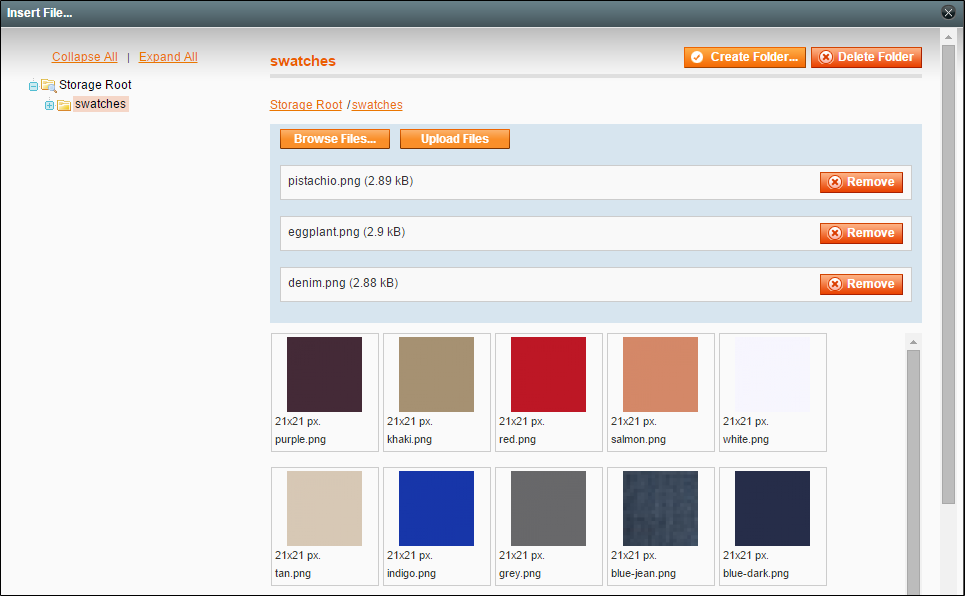 Insert File...
Collapse All | Expand All
Storage Root
swatches
swatches
Create Folder...
Delete Folder
Storage Root / swatches
Browse Files...
Upload Files
pistachio.png (2.89 kB)
Remove
eggplant.png (2.9 kB)
Remove
denim.png (2.88 kB)
Remove
21x21 px.
purple.png
21x21 px.
khaki.png
21x21 px.
red.png
21x21 px.
salmon.png
21x21 px.
white.png
21x21 px.
tan.png
21x21 px.
indigo.png
21x21 px.
grey.png
21x21 px.
blue-jean.png
21x21 px.
blue-dark.png